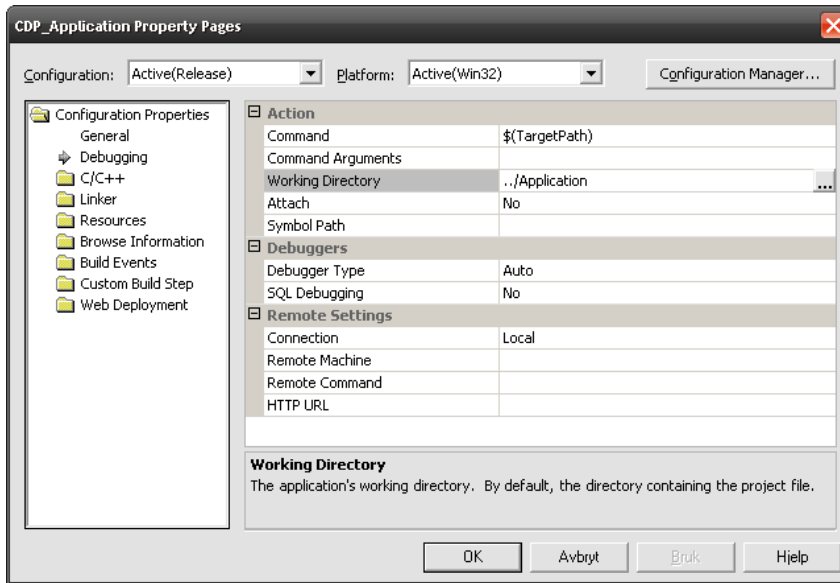 CDP_Application Property Pages
Configuration: Active(Release) Platform: Active(Win32) Configuration Manager...
Configuration Properties
General
Debugging
C/C++
Linker
Resources
Browse Information
Build Events
Custom Build Step
Web Deployment
Action
Command $(TargetPath)
Command Arguments
Working Directory ../Application ...
Attach No
Symbol Path
Debuggers
Debugger Type Auto
SQL Debugging No
Remote Settings
Connection Local
Remote Machine
Remote Command
HTTP URL
Working Directory
The application's working directory. By default, the directory containing the project file.
OK Avbryt Bruk Hjelp